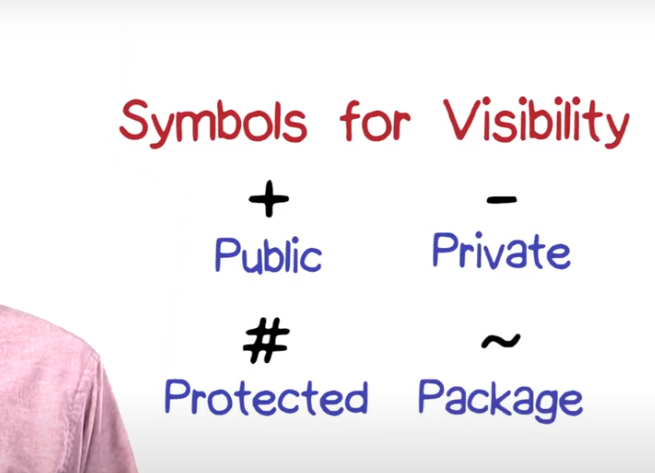 Symbols for Visibility
+ -
Public Private
# ~
Protected Package